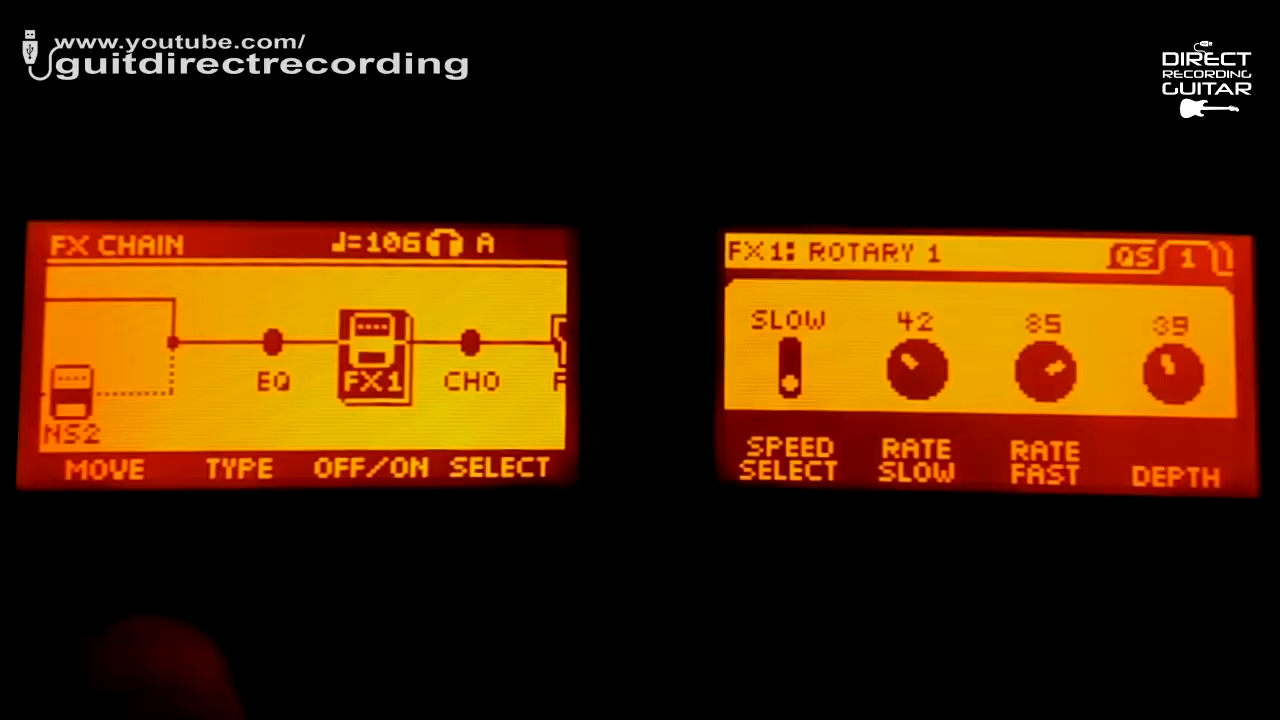 www.youtube.com/
guitdirectrecording
DIRECT
RECORDING
GUITAR
FX CHAIN ♩=106 A
EQ FX1 CHO F
NS2
MOVE TYPE OFF/ON SELECT
FX1: ROTARY 1 QS 1
SLOW 42 85 39
SPEED SELECT RATE SLOW RATE FAST DEPTH